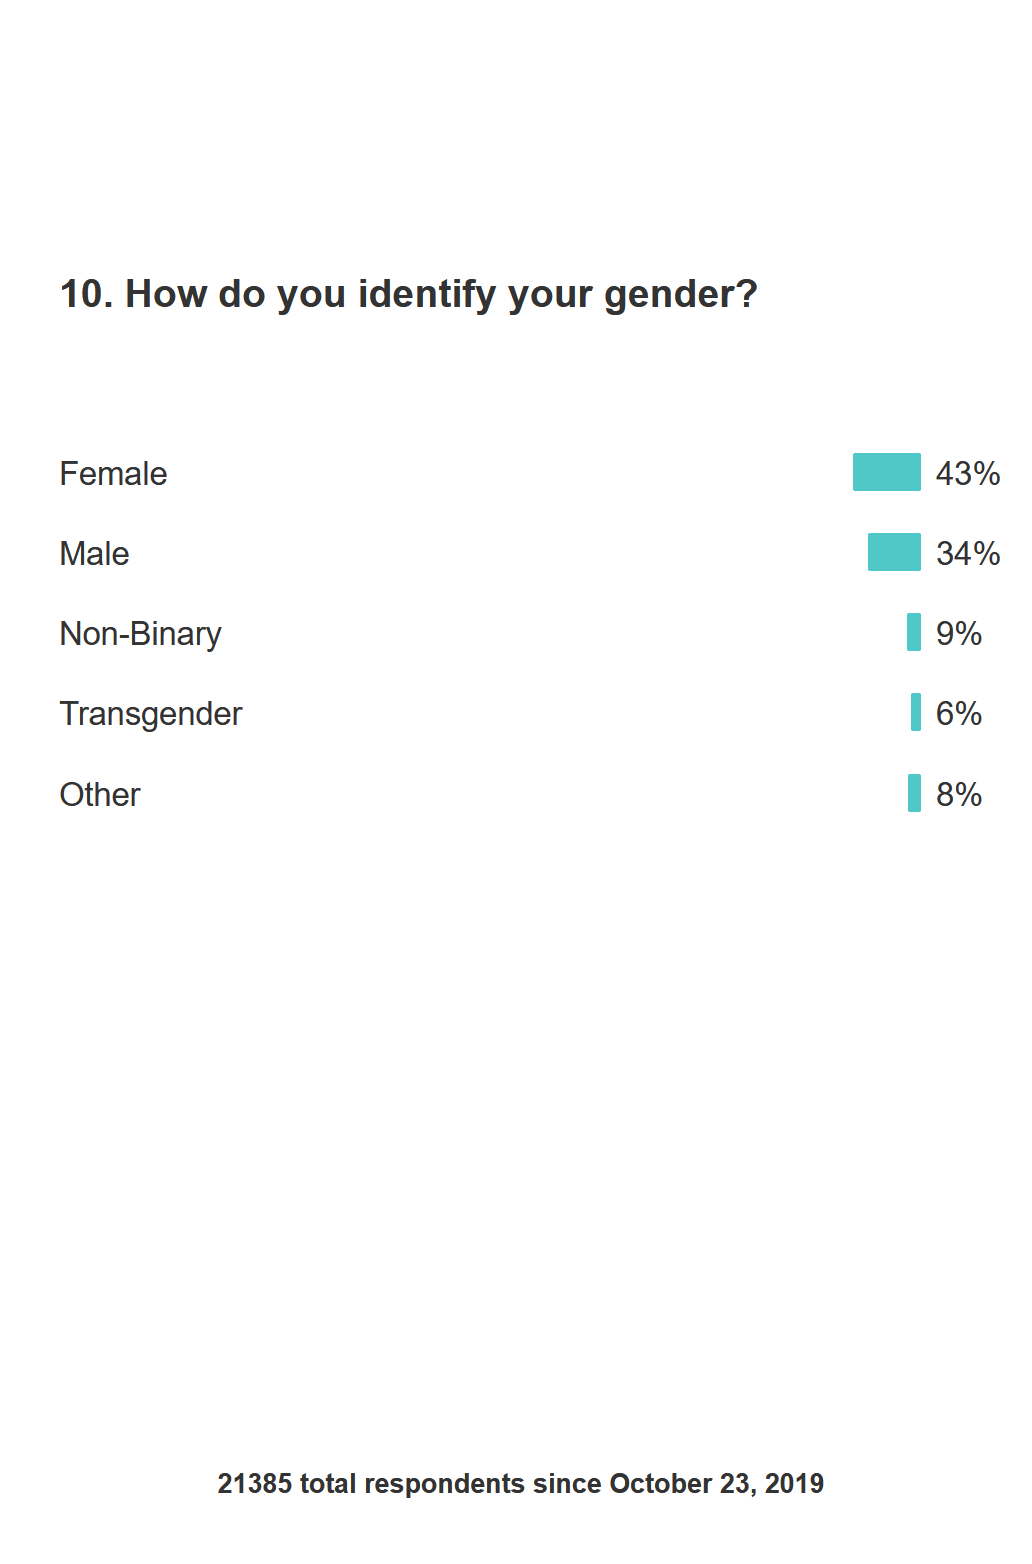 10. How do you identify your gender?
Female 43%
Male 34%
Non-Binary 9%
Transgender 6%
Other 8%
21385 total respondents since October 23, 2019